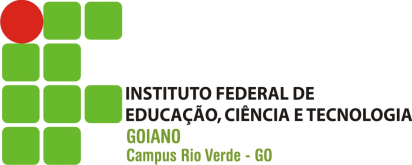 INSTITUTO FEDERAL DE
EDUCAÇÃO, CIÊNCIA E TECNOLOGIA
GOIANO
Campus Rio Verde - GO